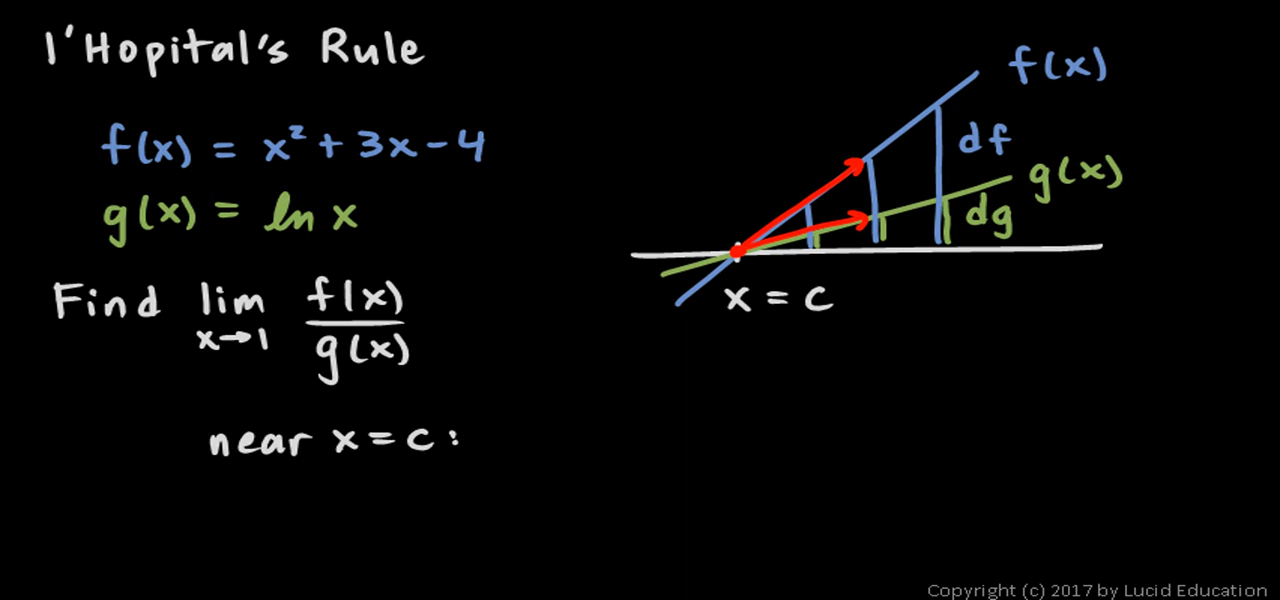 l'Hopital's Rule
f(x) = x² + 3x - 4
g(x) = ln x
Find lim x→1 f(x)/g(x)
near x = c:
f(x)
df
g(x)
dg
x = c
Copyright (c) 2017 by Lucid Education